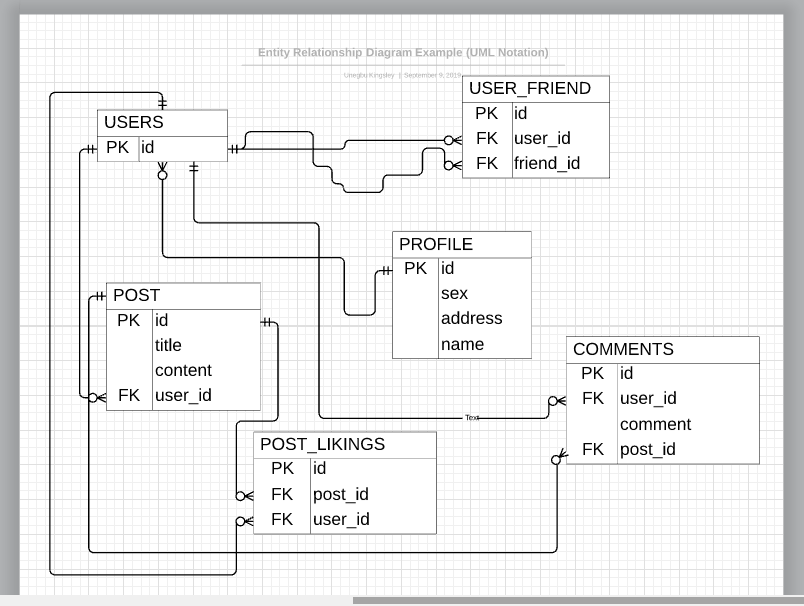 Entity Relationship Diagram Example (UML Notation)
Unegbu Kingsley | September 9, 2019
USER_FRIEND
PK id
FK user_id
FK friend_id
USERS
PK id
PROFILE
PK id
sex
address
name
POST
PK id
title
content
FK user_id
COMMENTS
PK id
FK user_id
comment
FK post_id
Text
POST_LIKINGS
PK id
FK post_id
FK user_id